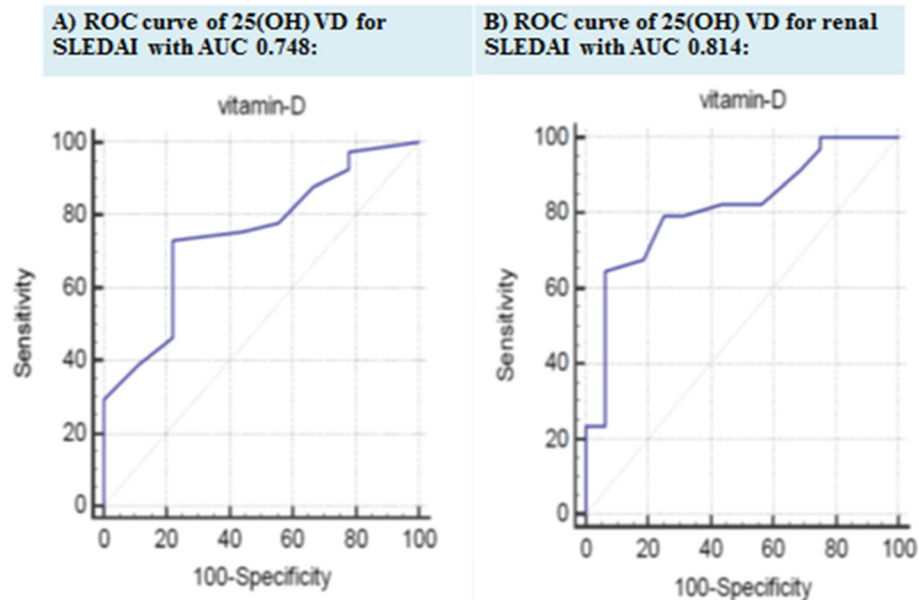 A) ROC curve of 25(OH) VD for
SLEDAI with AUC 0.748:
vitamin-D
100
80
60
40
20
0
Sensitivity
0 20 40 60 80 100
100-Specificity
B) ROC curve of 25(OH) VD for renal
SLEDAI with AUC 0.814:
vitamin-D
100
80
60
40
20
0
Sensitivity
0 20 40 60 80 100
100-Specificity